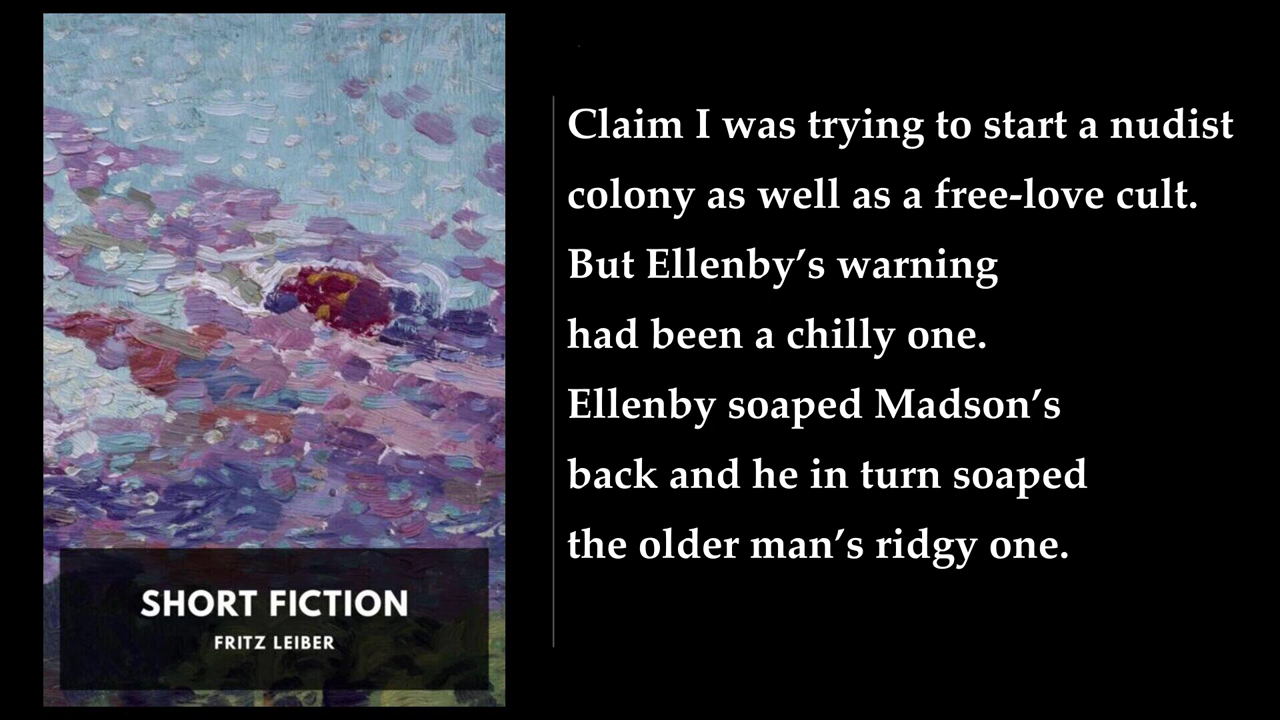 Claim I was trying to start a nudist
colony as well as a free-love cult.
But Ellenby’s warning
had been a chilly one.
Ellenby soaped Madson’s
back and he in turn soaped
the older man’s ridgy one.
SHORT FICTION
FRITZ LEIBER